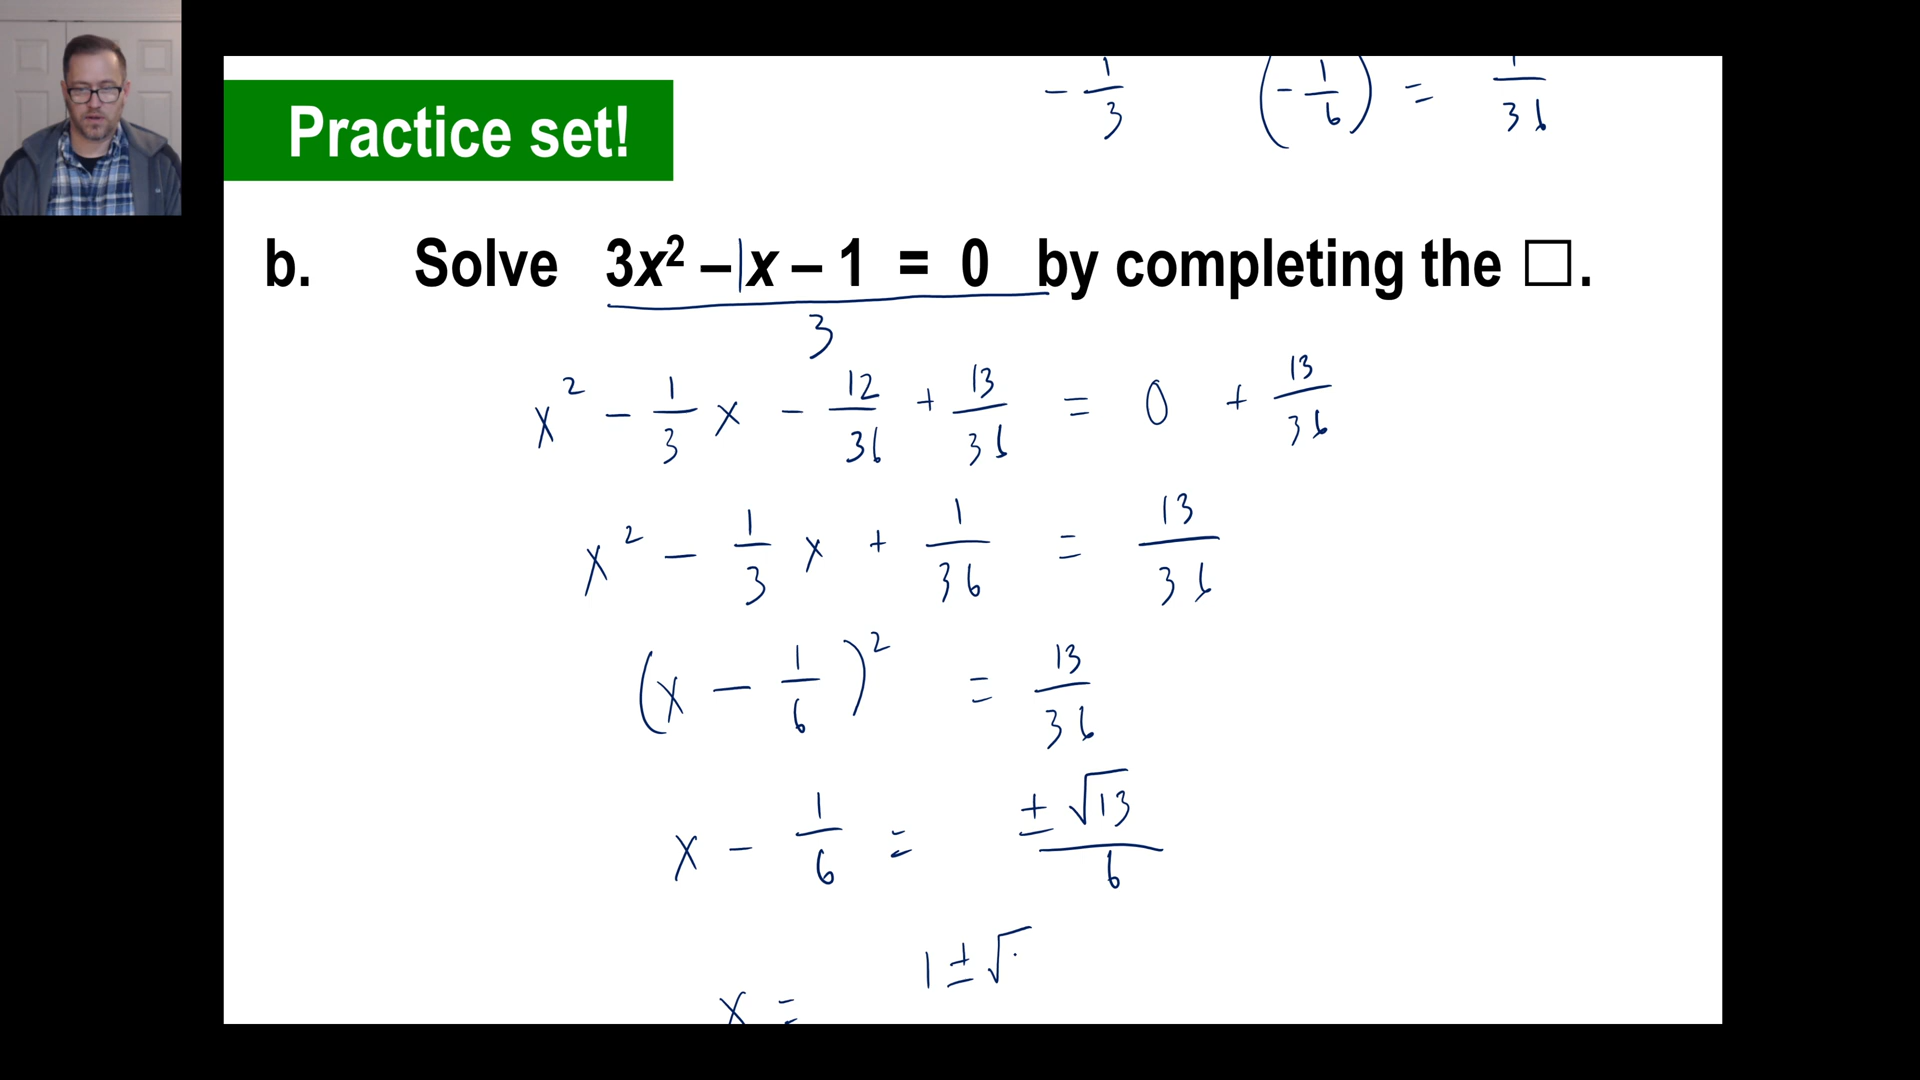 Practice set!
- 1/3 (- 1/6) = 1/36
b. Solve 3x² – 1x – 1 = 0 by completing the □.
3
x² - 1/3 x - 12/36 + 13/36 = 0 + 13/36
x² - 1/3 x + 1/36 = 13/36
(x - 1/6)² = 13/36
x - 1/6 = ± √13 / 6
1 ± √
x =